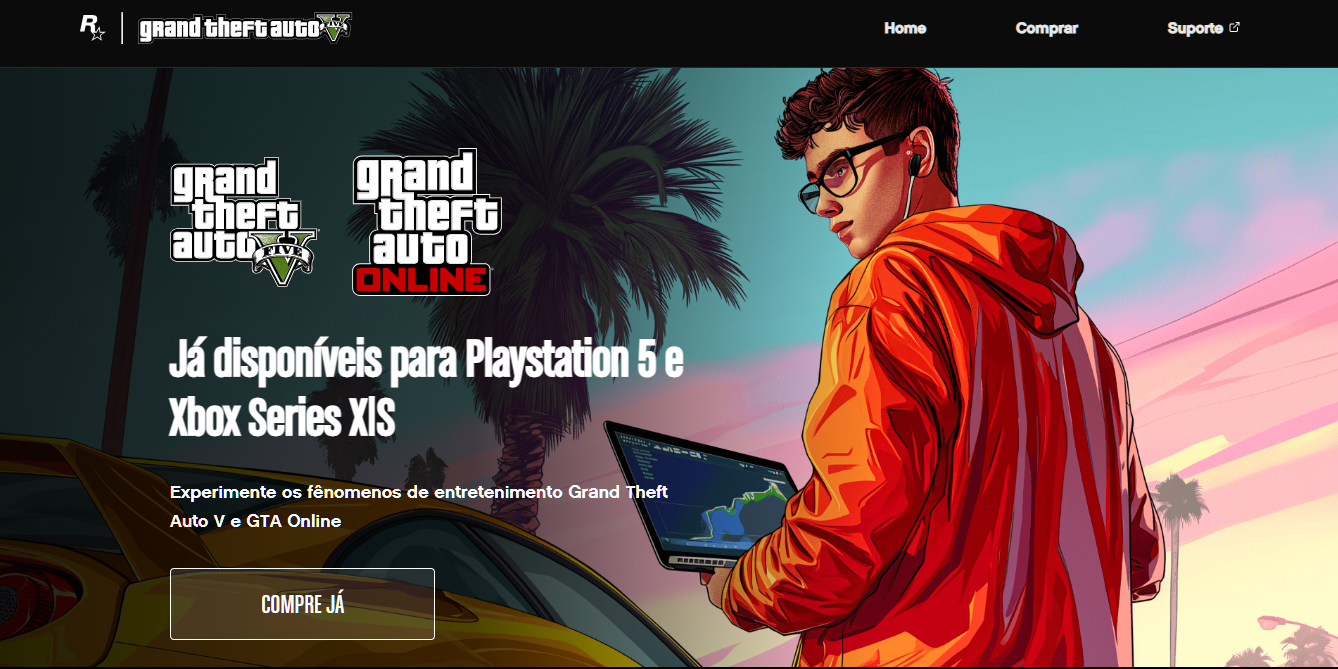 R
grand theft auto V
FIVE
Home
Comprar
Suporte
grand
theft
auto V
FIVE
grand
theft
auto
ONLINE
Já disponíveis para Playstation 5 e
Xbox Series X|S
Experimente os fênomenos de entretenimento Grand Theft
Auto V e GTA Online
COMPRE JÁ